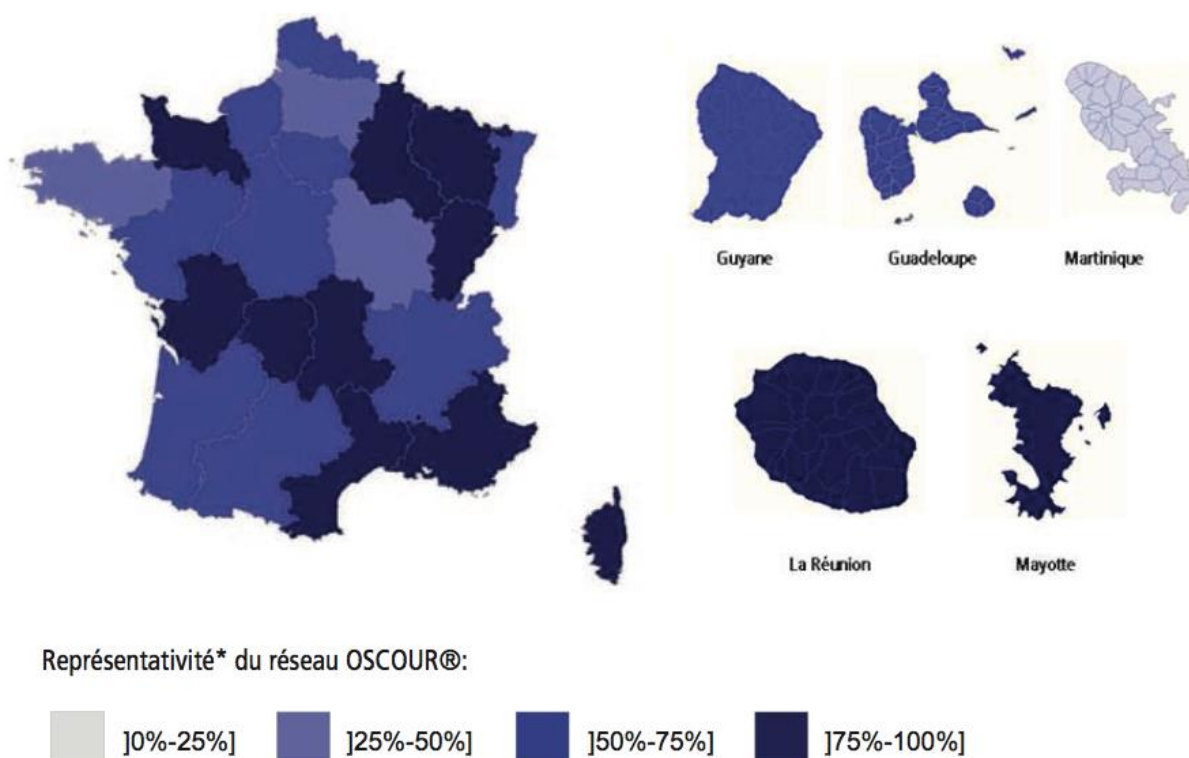 Guyane
Guadeloupe
Martinique
La Réunion
Mayotte
Représentativité* du réseau OSCOUR®:
]0%-25%]
]25%-50%]
]50%-75%]
]75%-100%]